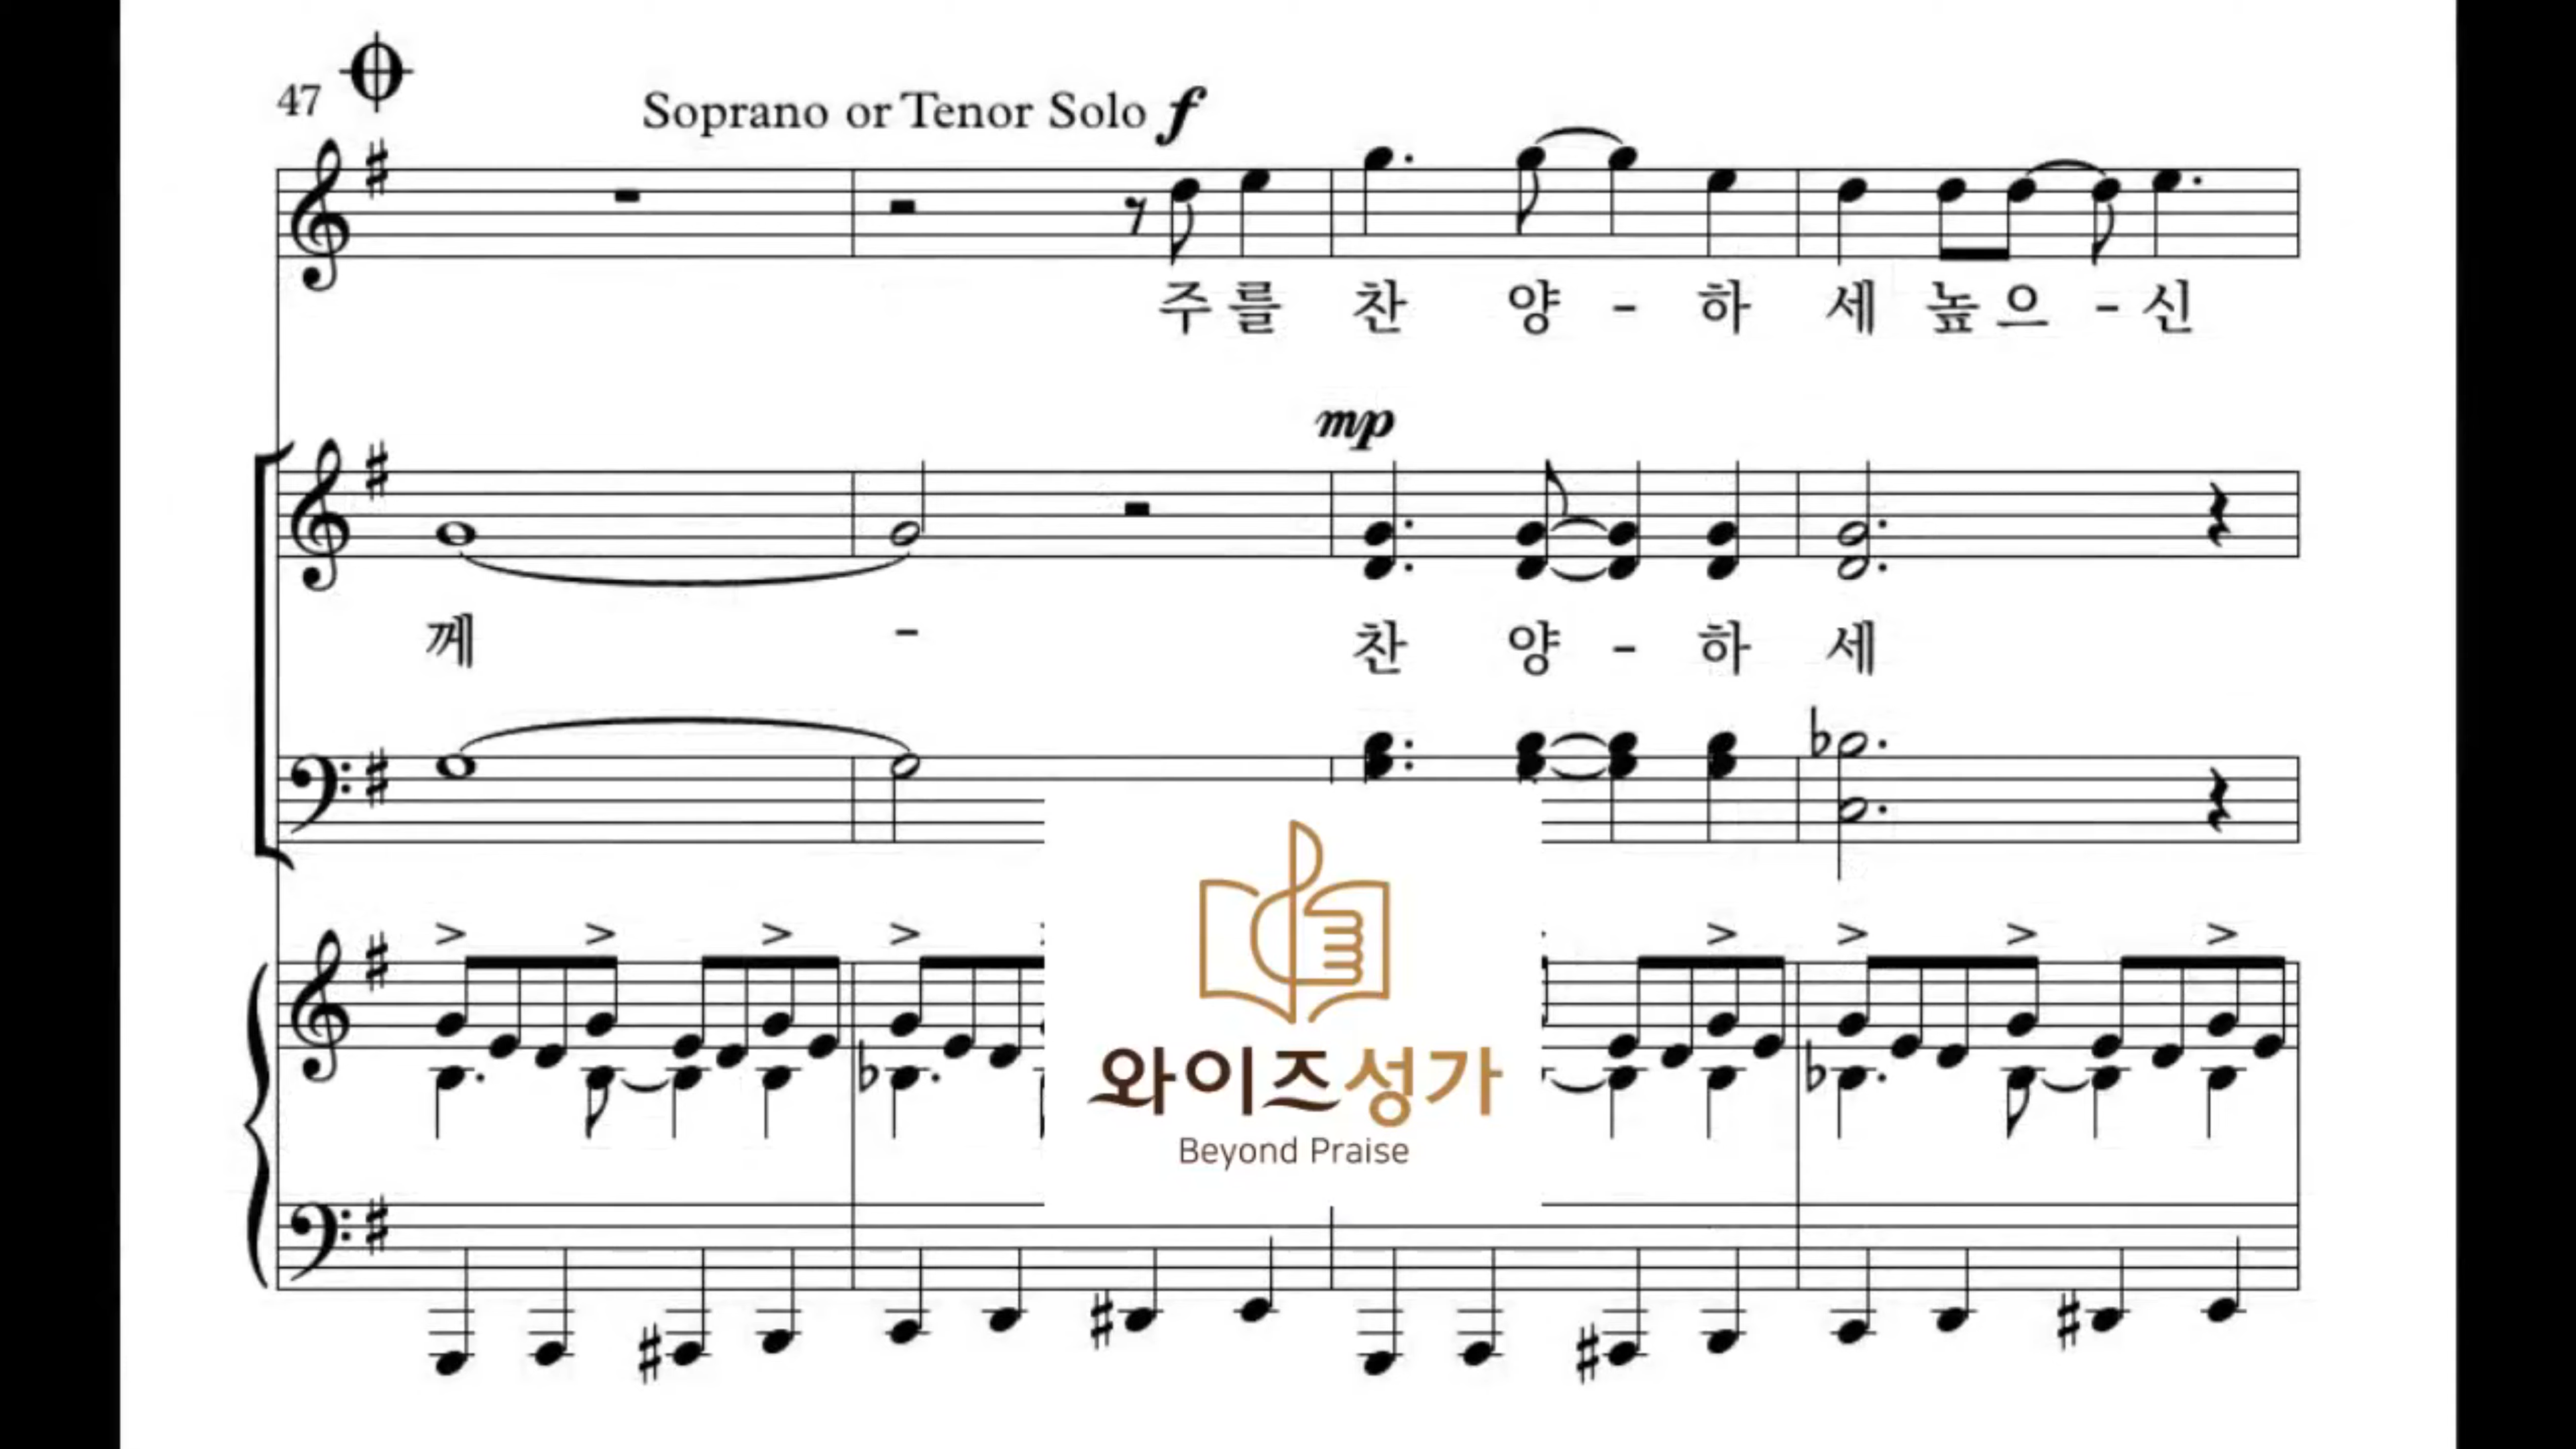 47
Soprano or Tenor Solo f
주를 찬 양 - 하 세 높으 - 신
mp
께 - 찬 양 - 하 세
와이즈성가
Beyond Praise